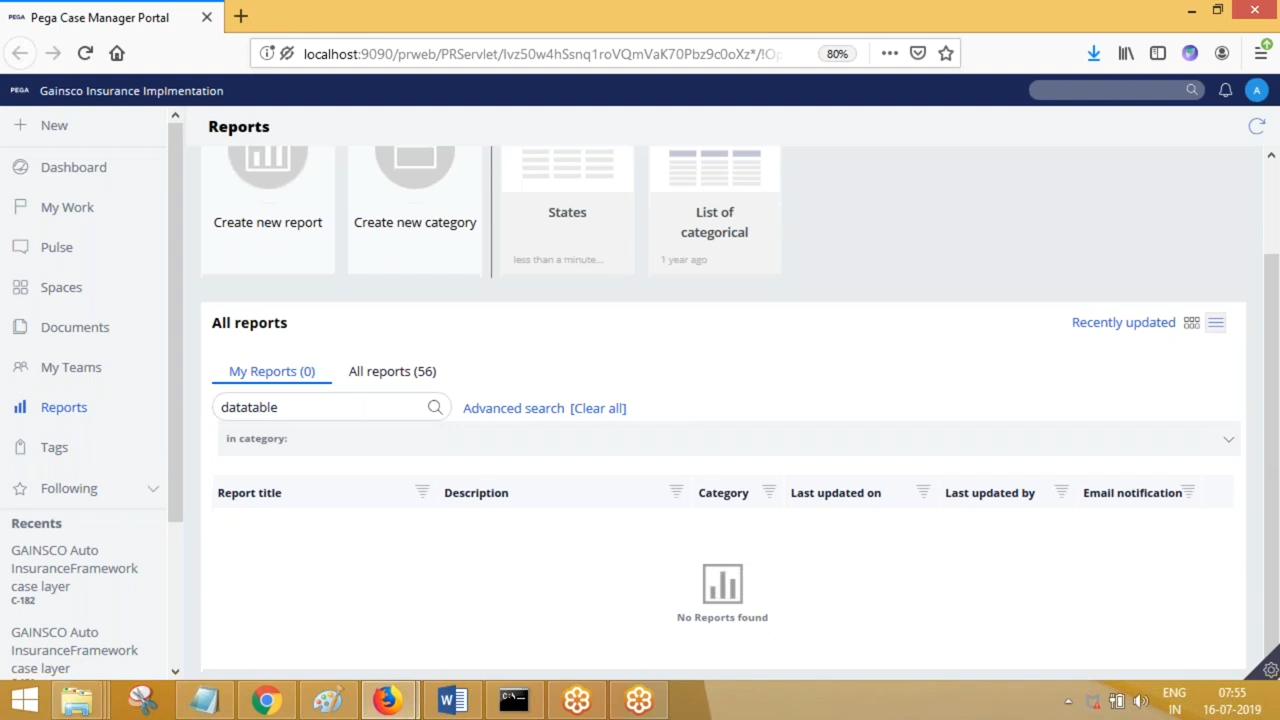 PEGA Pega Case Manager Portal
localhost:9090/prweb/PRServlet/Ivz50w4hSsnq1roVQmVaK70Pbz9c0oXz*/!Op
80%
PEGA Gainsco Insurance Implmentation
A
New
Dashboard
My Work
Pulse
Spaces
Documents
My Teams
Reports
Tags
Following
Recents
GAINSCO Auto
InsuranceFramework
case layer
C-182
GAINSCO Auto
InsuranceFramework
case layer
Reports
Create new report
Create new category
States
less than a minute...
List of
categorical
1 year ago
All reports
Recently updated
My Reports (0)
All reports (56)
datatable
Advanced search [Clear all]
in category:
Report title
Description
Category
Last updated on
Last updated by
Email notification
No Reports found
ENG
IN
07:55
16-07-2019